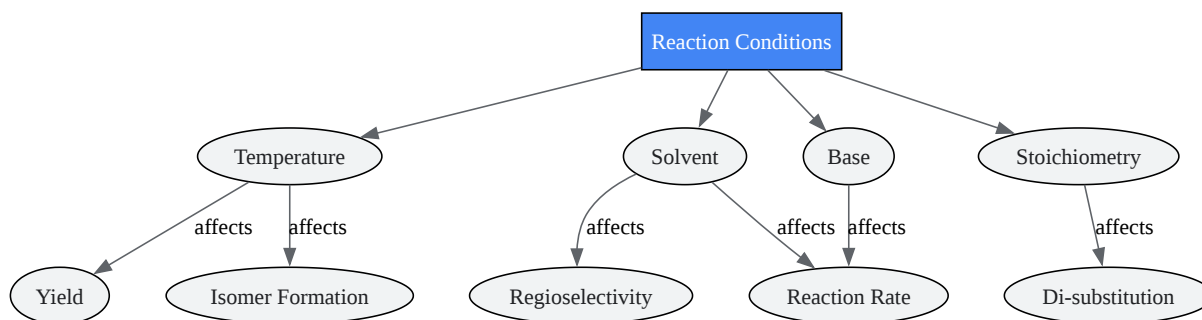 Reaction Conditions
Temperature
Solvent
Base
Stoichiometry
affects
affects
affects
affects
affects
affects
Yield
Isomer Formation
Regioselectivity
Reaction Rate
Di-substitution